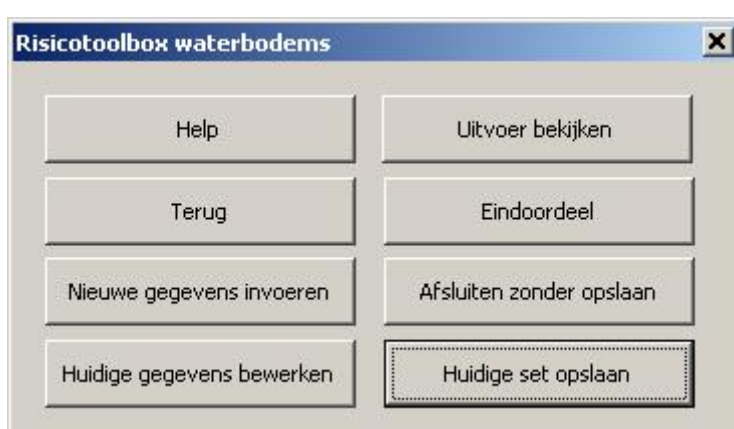 Risicotoolbox waterbodems
Help
Uitvoer bekijken
Terug
Eindoordeel
Nieuwe gegevens invoeren
Afsluiten zonder opslaan
Huidige gegevens bewerken
Huidige set opslaan